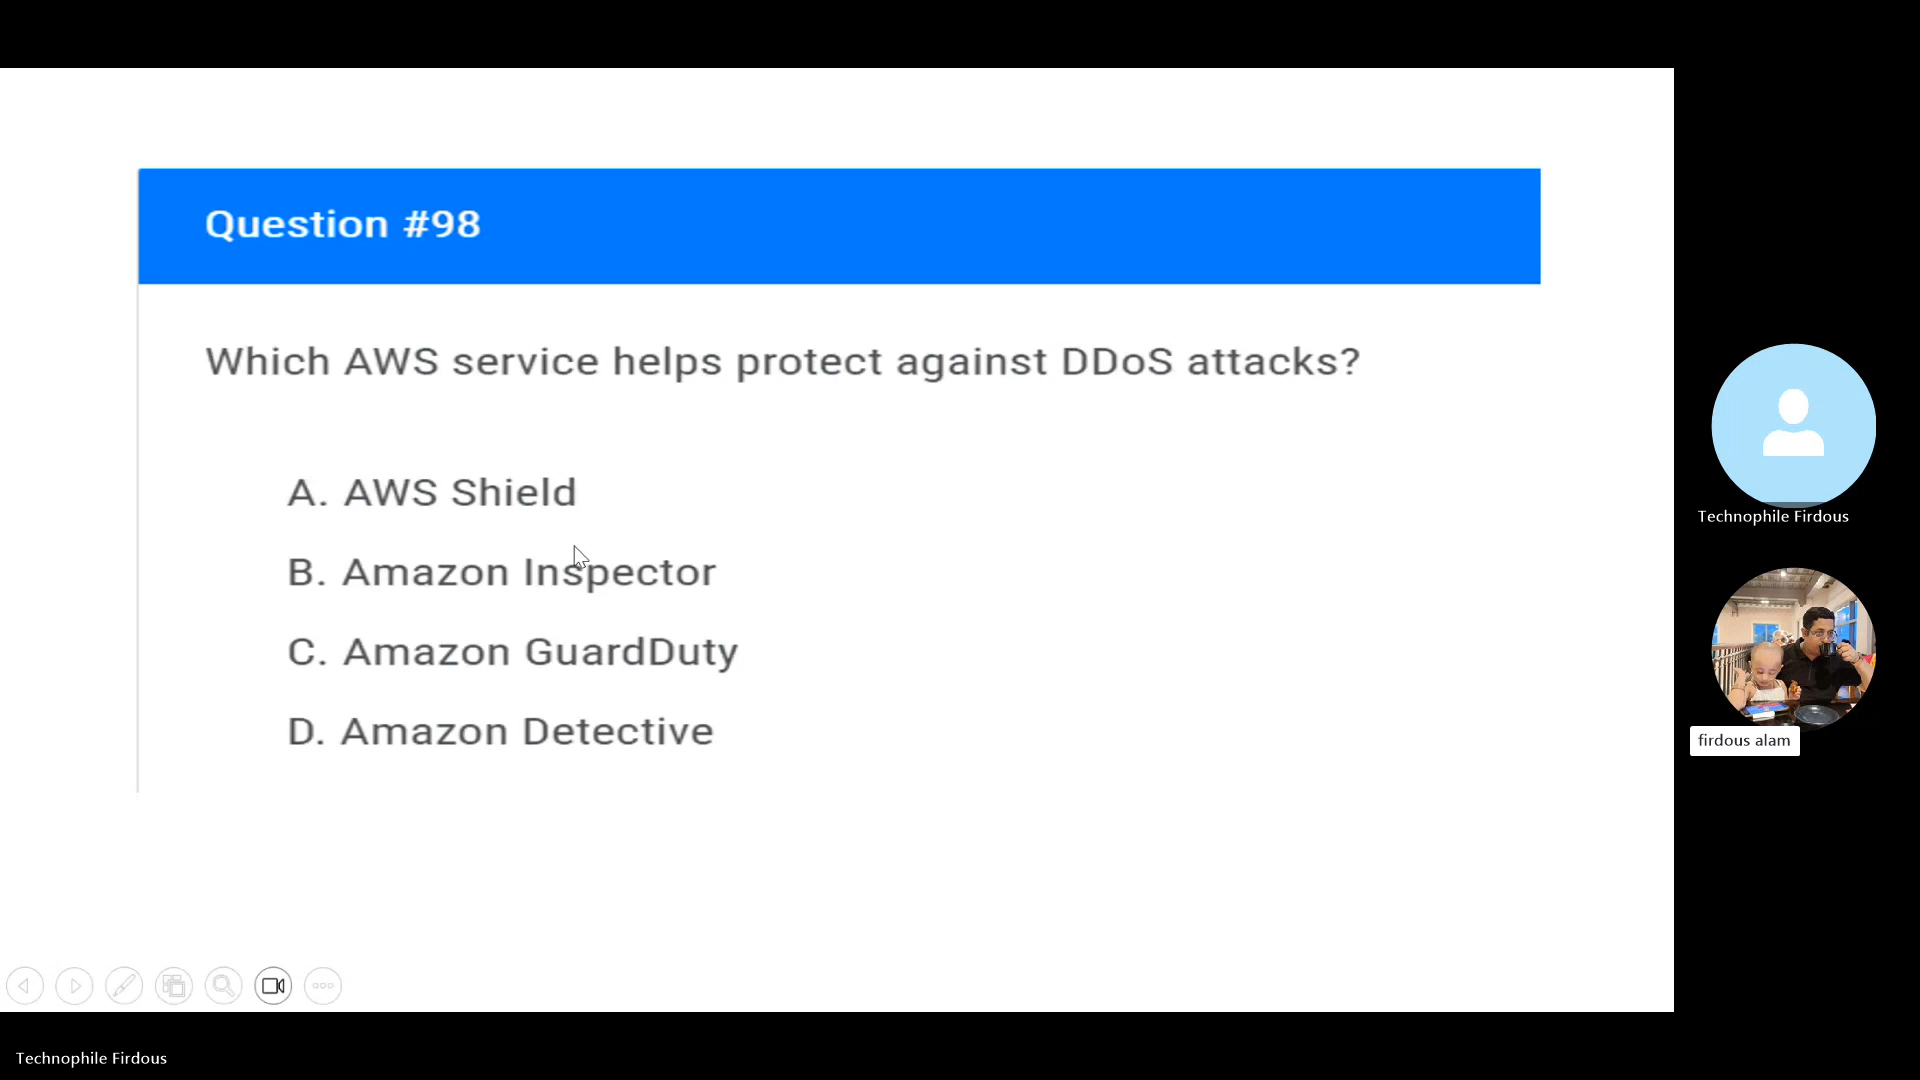 Question #98
Which AWS service helps protect against DDoS attacks?
A. AWS Shield
B. Amazon Inspector
C. Amazon GuardDuty
D. Amazon Detective
Technophile Firdous
firdous alam
Technophile Firdous